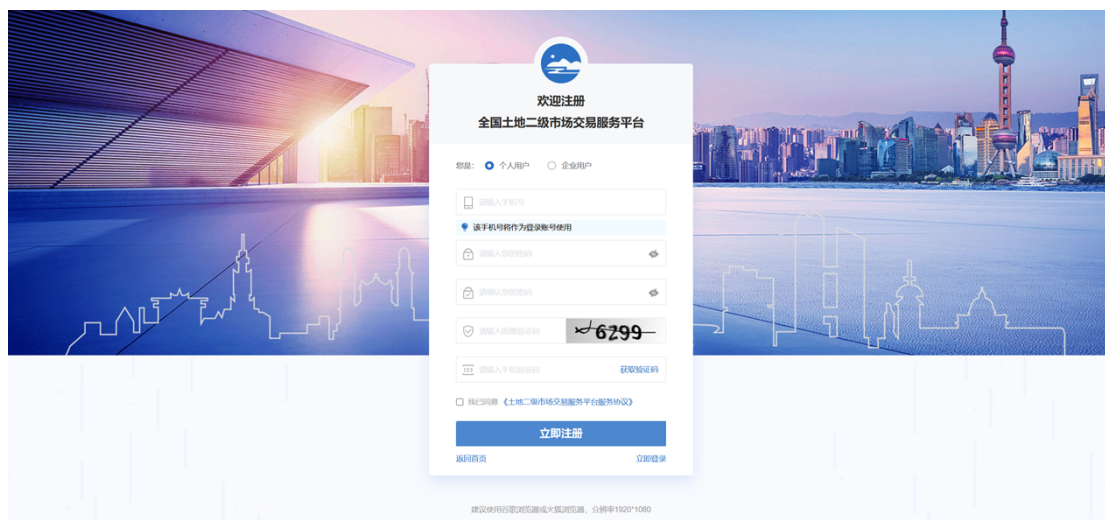 欢迎注册
全国土地二级市场交易服务平台
您是: 个人用户 企业用户
请输入手机号
该手机号将作为登录账号使用
请输入您的密码
请确认您的密码
请输入图形验证码 6299
请输入手机验证码 获取验证码
我已同意《土地二级市场交易服务平台服务协议》
立即注册
返回首页 立即登录
建议使用谷歌浏览器或火狐浏览器，分辨率1920*1080